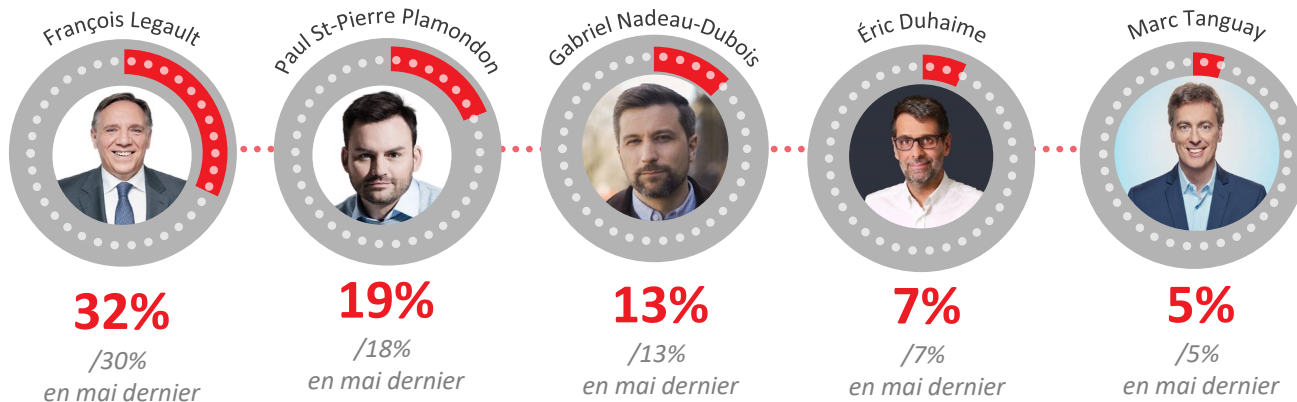 François Legault
Paul St-Pierre Plamondon
Gabriel Nadeau-Dubois
Éric Duhaime
Marc Tanguay
32%
19%
13%
7%
5%
/30%
en mai dernier
/18%
en mai dernier
/13%
en mai dernier
/7%
en mai dernier
/5%
en mai dernier